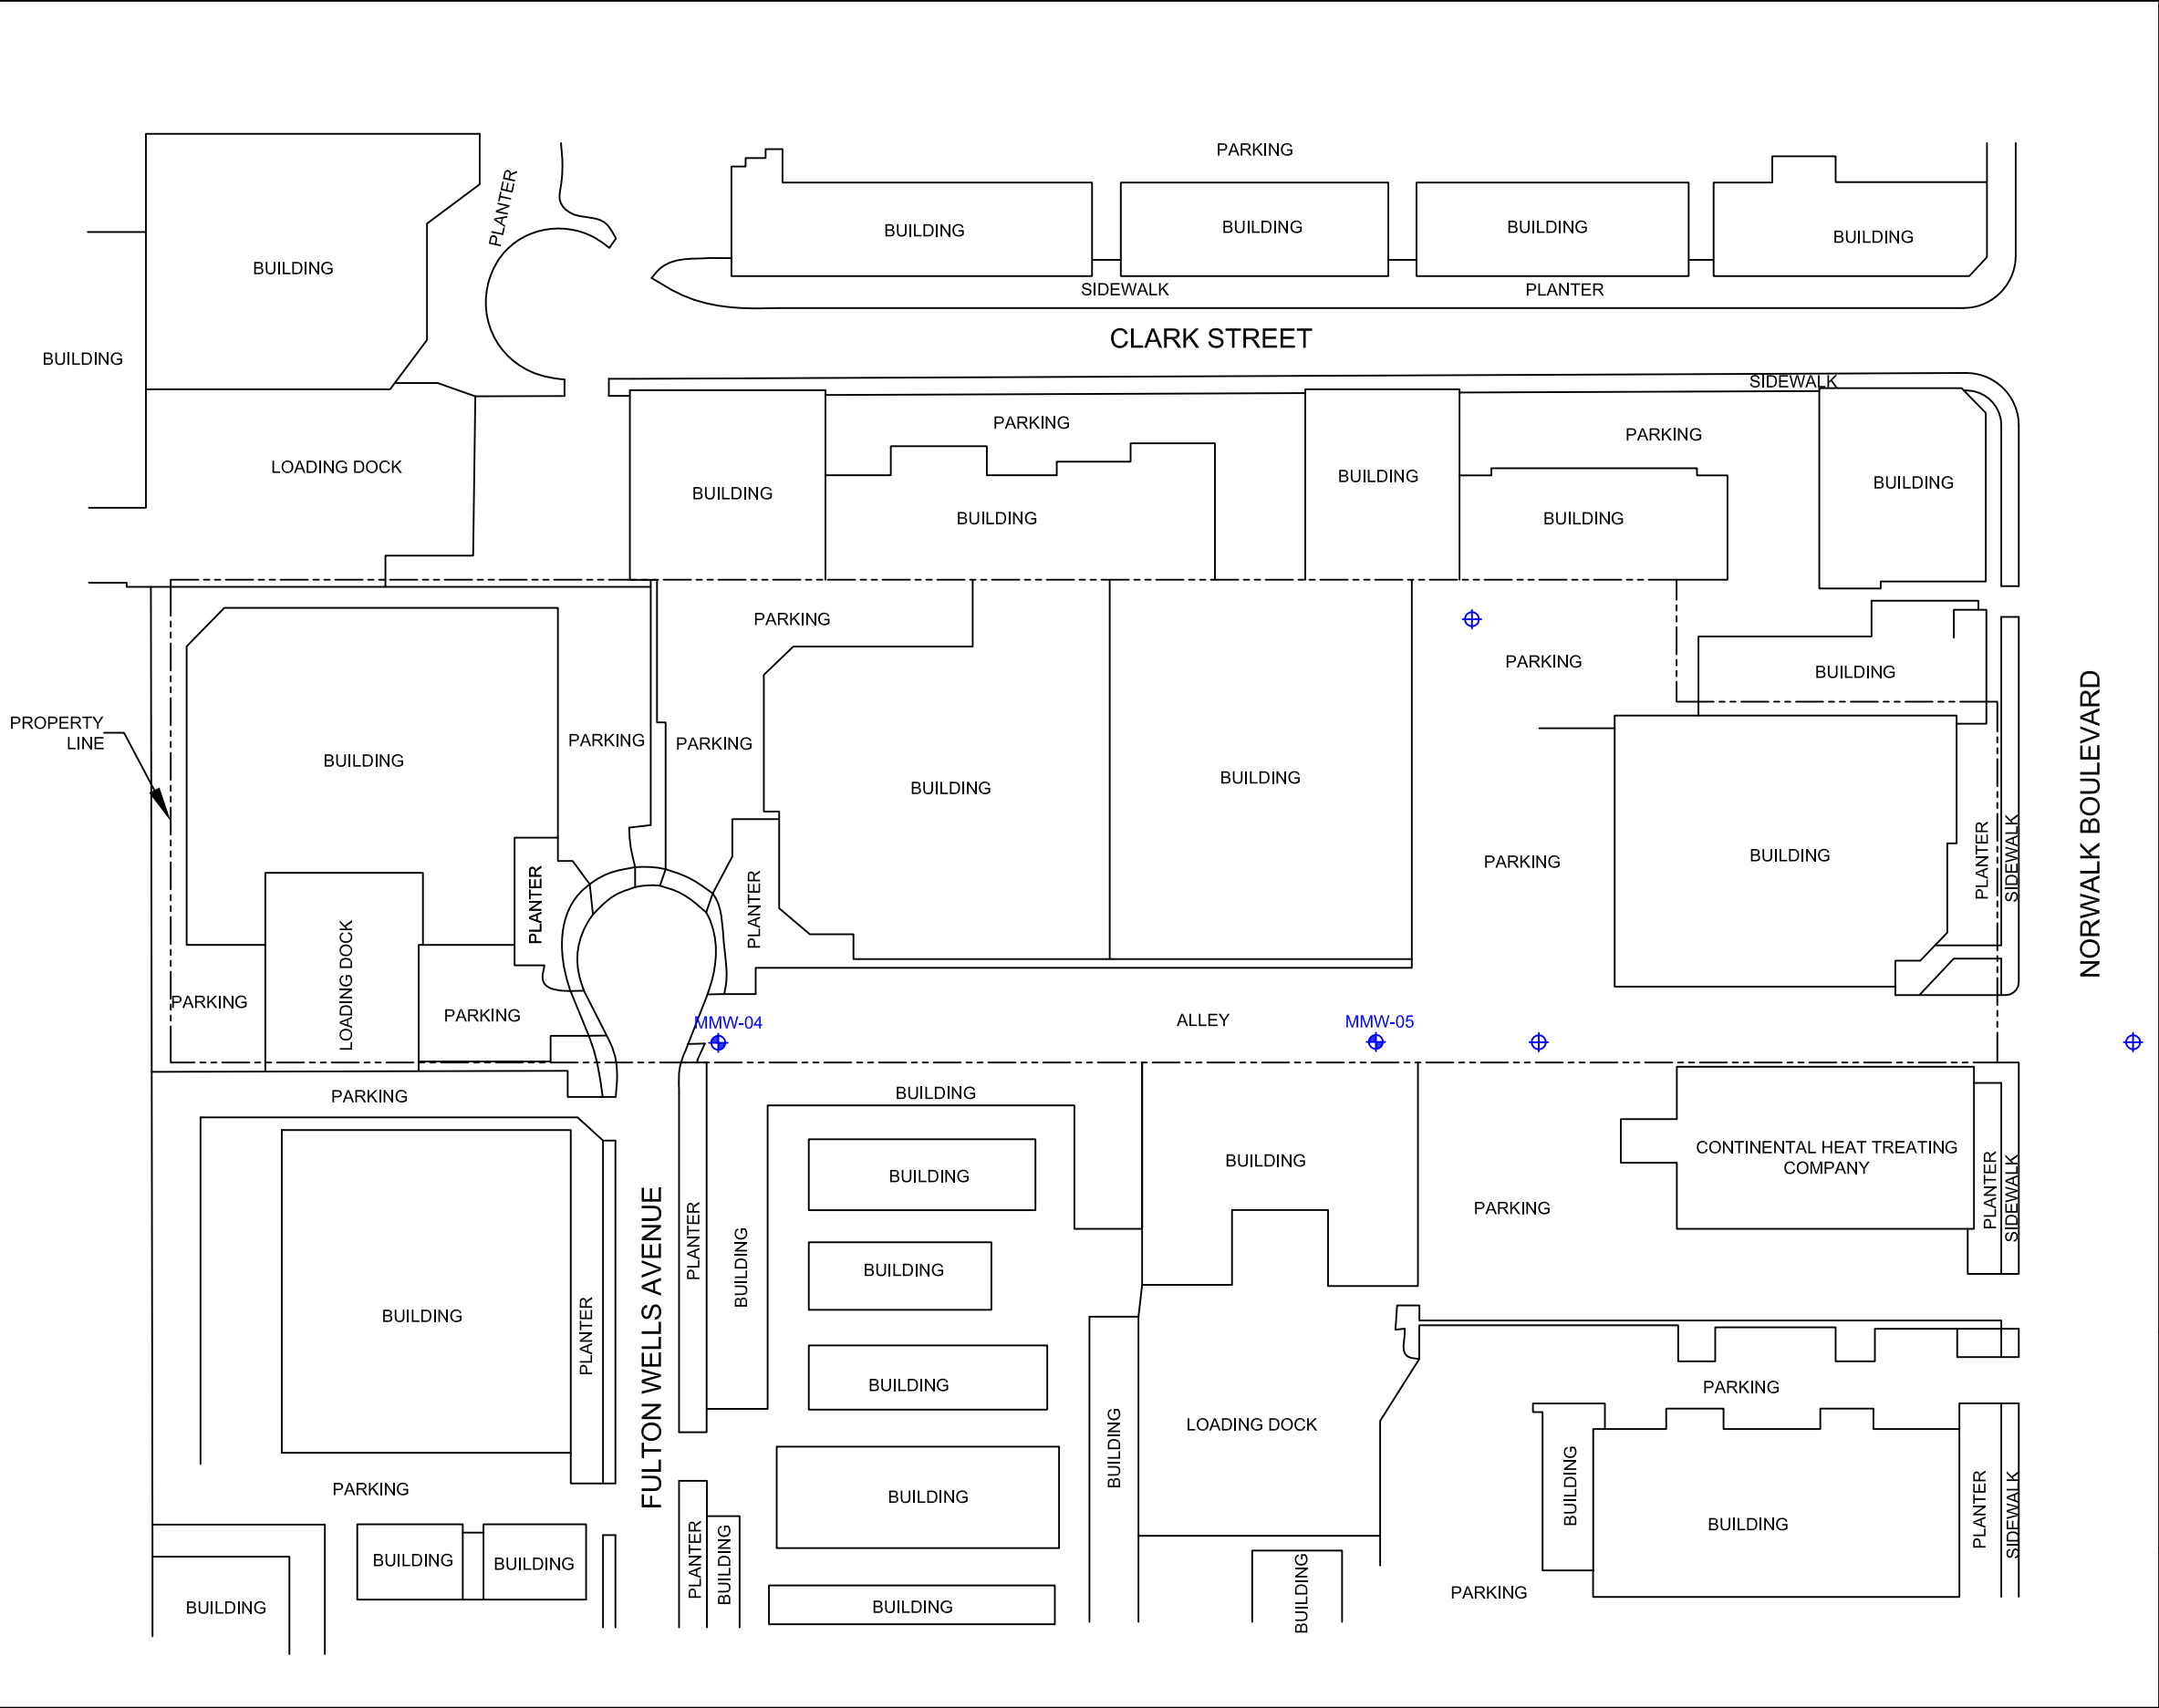 PARKING
PLANTER
BUILDING
BUILDING
BUILDING
BUILDING
BUILDING
SIDEWALK
PLANTER
CLARK STREET
BUILDING
SIDEWALK
PARKING
PARKING
LOADING DOCK
BUILDING
BUILDING
BUILDING
BUILDING
BUILDING
PARKING
PARKING
BUILDING
PROPERTY
LINE
BUILDING
PARKING
PARKING
BUILDING
BUILDING
PARKING
BUILDING
PLANTER
SIDEWALK
NORWALK BOULEVARD
PLANTER
PLANTER
LOADING DOCK
PARKING
PARKING
MMW-04
ALLEY
MMW-05
PARKING
BUILDING
BUILDING
BUILDING
CONTINENTAL HEAT TREATING
COMPANY
PLANTER
SIDEWALK
PARKING
PLANTER
BUILDING
BUILDING
BUILDING
PLANTER
FULTON WELLS AVENUE
BUILDING
PARKING
LOADING DOCK
BUILDING
BUILDING
BUILDING
PARKING
BUILDING
PLANTER
SIDEWALK
BUILDING
BUILDING
PLANTER
BUILDING
BUILDING
PARKING
BUILDING
BUILDING
BUILDING